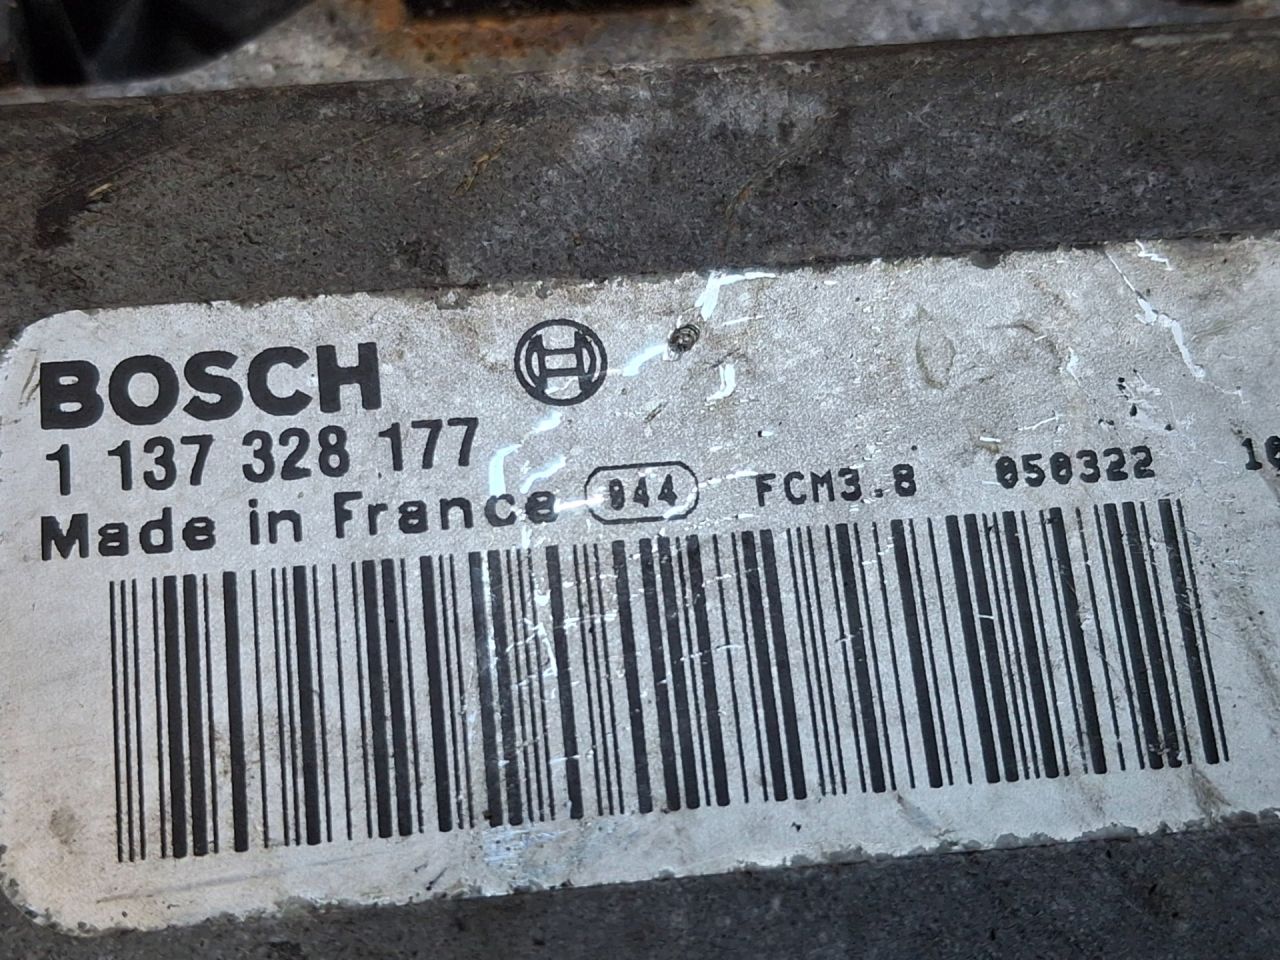 BOSCH
1 137 328 177
Made in France 944 FCM3.8 050322